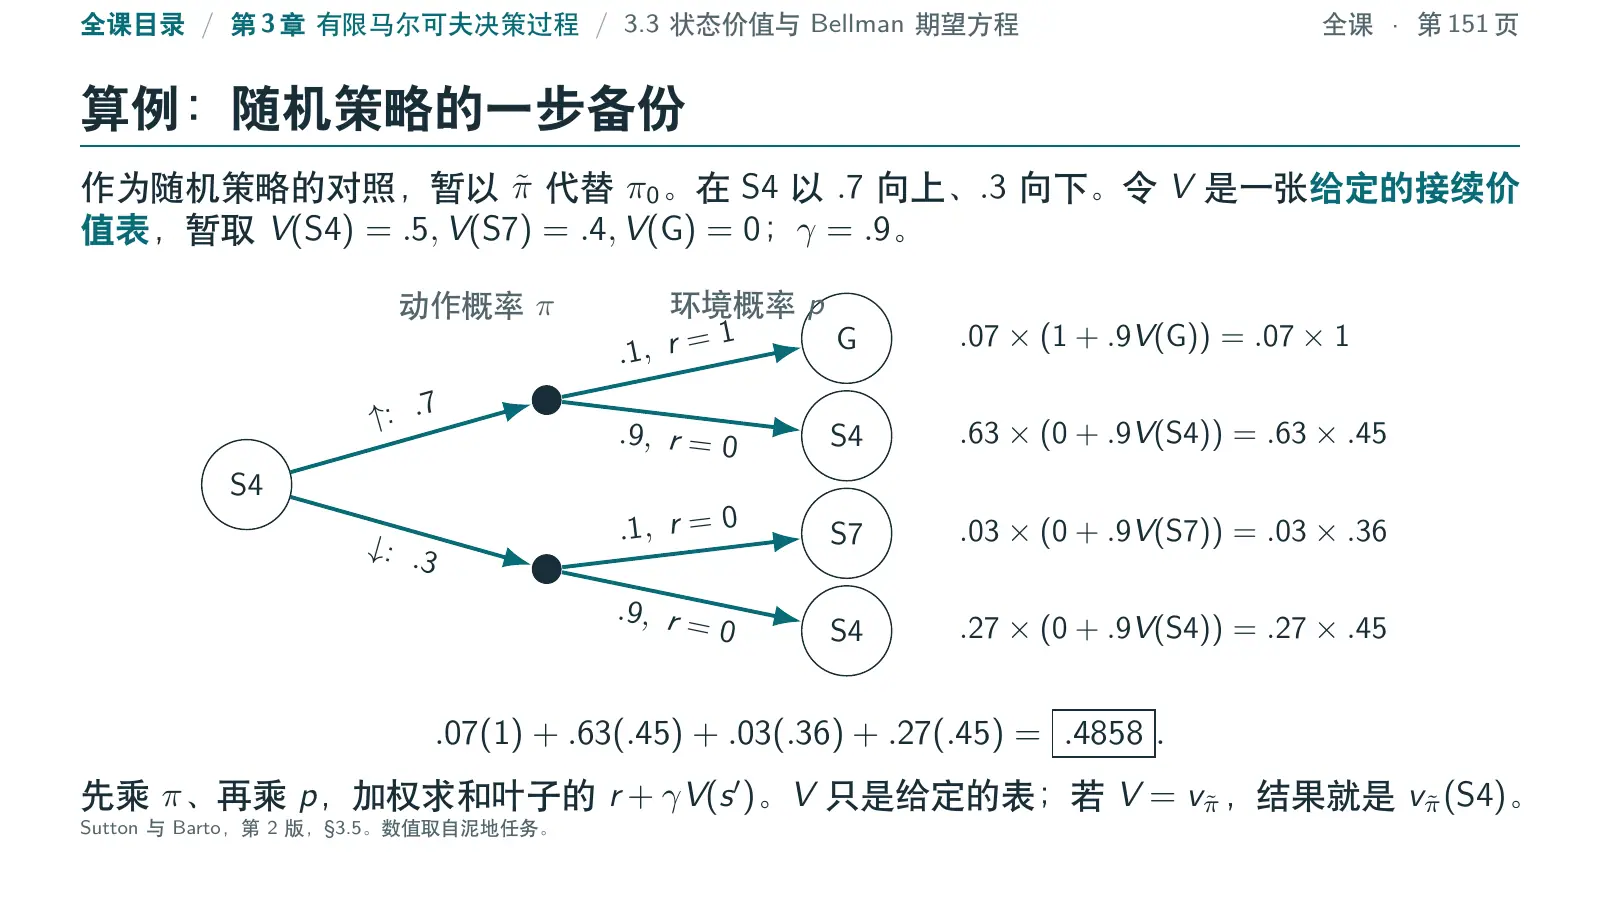 全课目录 / 第 3 章 有限马尔可夫决策过程 / 3.3 状态价值与 Bellman 期望方程
全课 · 第 151 页
算例：随机策略的一步备份
作为随机策略的对照，暂以 π̃ 代替 π₀。在 S4 以 .7 向上、.3 向下。令 V 是一张给定的接续价
值表，暂取 V(S4) = .5, V(S7) = .4, V(G) = 0；γ = .9。
动作概率 π
环境概率 p
S4
↑: .7
↓: .3
.1, r = 1
.9, r = 0
.1, r = 0
.9, r = 0
G
.07 × (1 + .9V(G)) = .07 × 1
S4
.63 × (0 + .9V(S4)) = .63 × .45
S7
.03 × (0 + .9V(S7)) = .03 × .36
S4
.27 × (0 + .9V(S4)) = .27 × .45
.07(1) + .63(.45) + .03(.36) + .27(.45) = .4858.
先乘 π、再乘 p，加权求和叶子的 r + γV(s′)。V 只是给定的表；若 V = v_π̃，结果就是 v_π̃(S4)。
Sutton 与 Barto，第 2 版，§3.5。数值取自泥地任务。